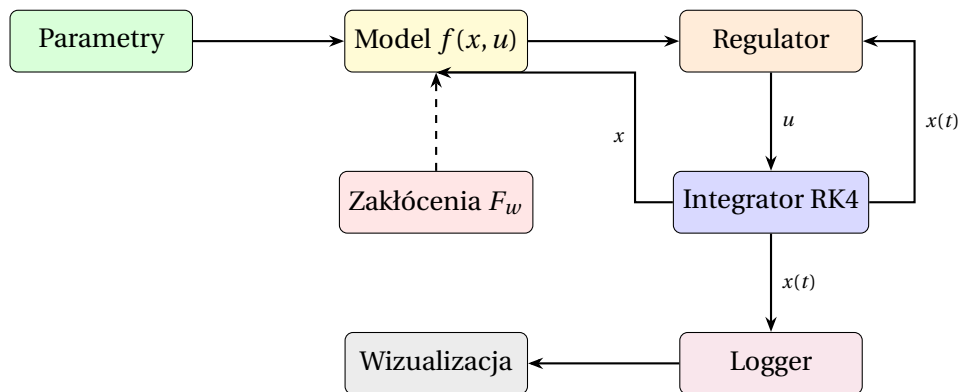 Parametry
Model f(x, u)
Regulator
x
u
x(t)
Zakłócenia F_w
Integrator RK4
x(t)
Wizualizacja
Logger